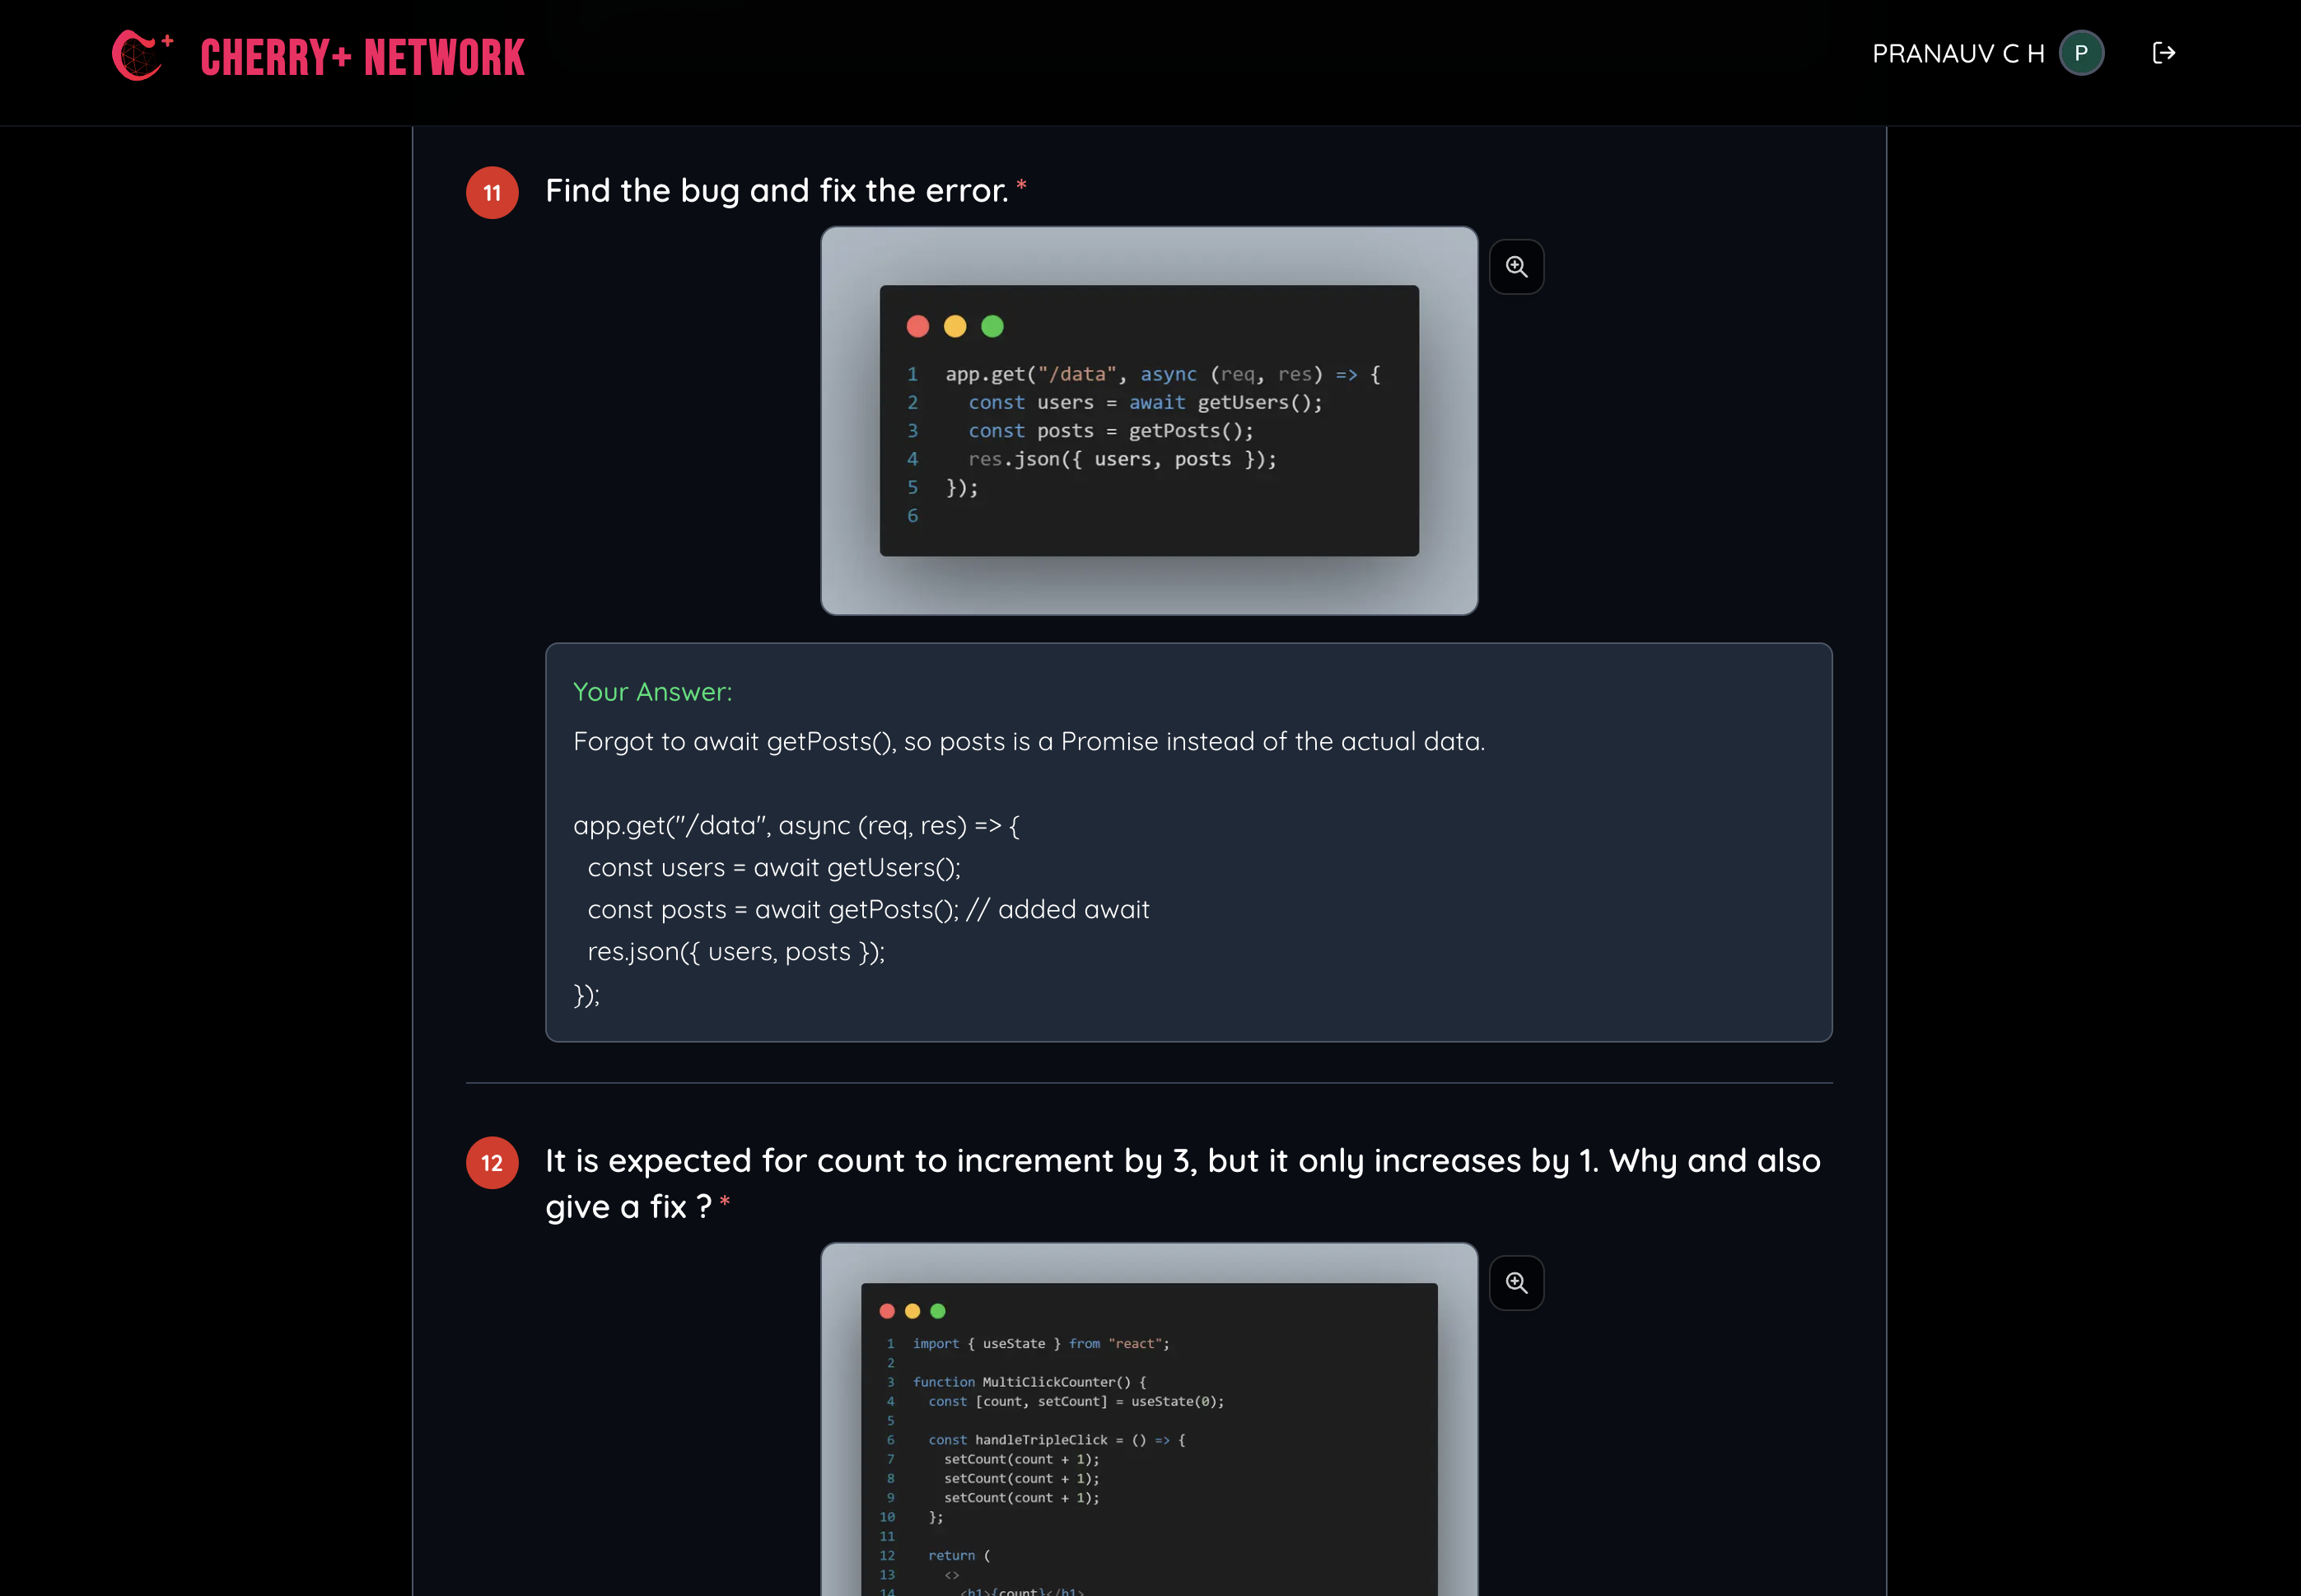 CHERRY+ NETWORK
PRANAUV C H
P
11
Find the bug and fix the error. *
1 app.get("/data", async (req, res) => {
2   const users = await getUsers();
3   const posts = getPosts();
4   res.json({ users, posts });
5 });
6
Your Answer:
Forgot to await getPosts(), so posts is a Promise instead of the actual data.
app.get("/data", async (req, res) => {
  const users = await getUsers();
  const posts = await getPosts(); // added await
  res.json({ users, posts });
});
12
It is expected for count to increment by 3, but it only increases by 1. Why and also
give a fix ? *
1 import { useState } from "react";
2
3 function MultiClickCounter() {
4   const [count, setCount] = useState(0);
5
6   const handleTripleClick = () => {
7     setCount(count + 1);
8     setCount(count + 1);
9     setCount(count + 1);
10   };
11
12   return (
13     <>
14       <h1>{count}</h1>